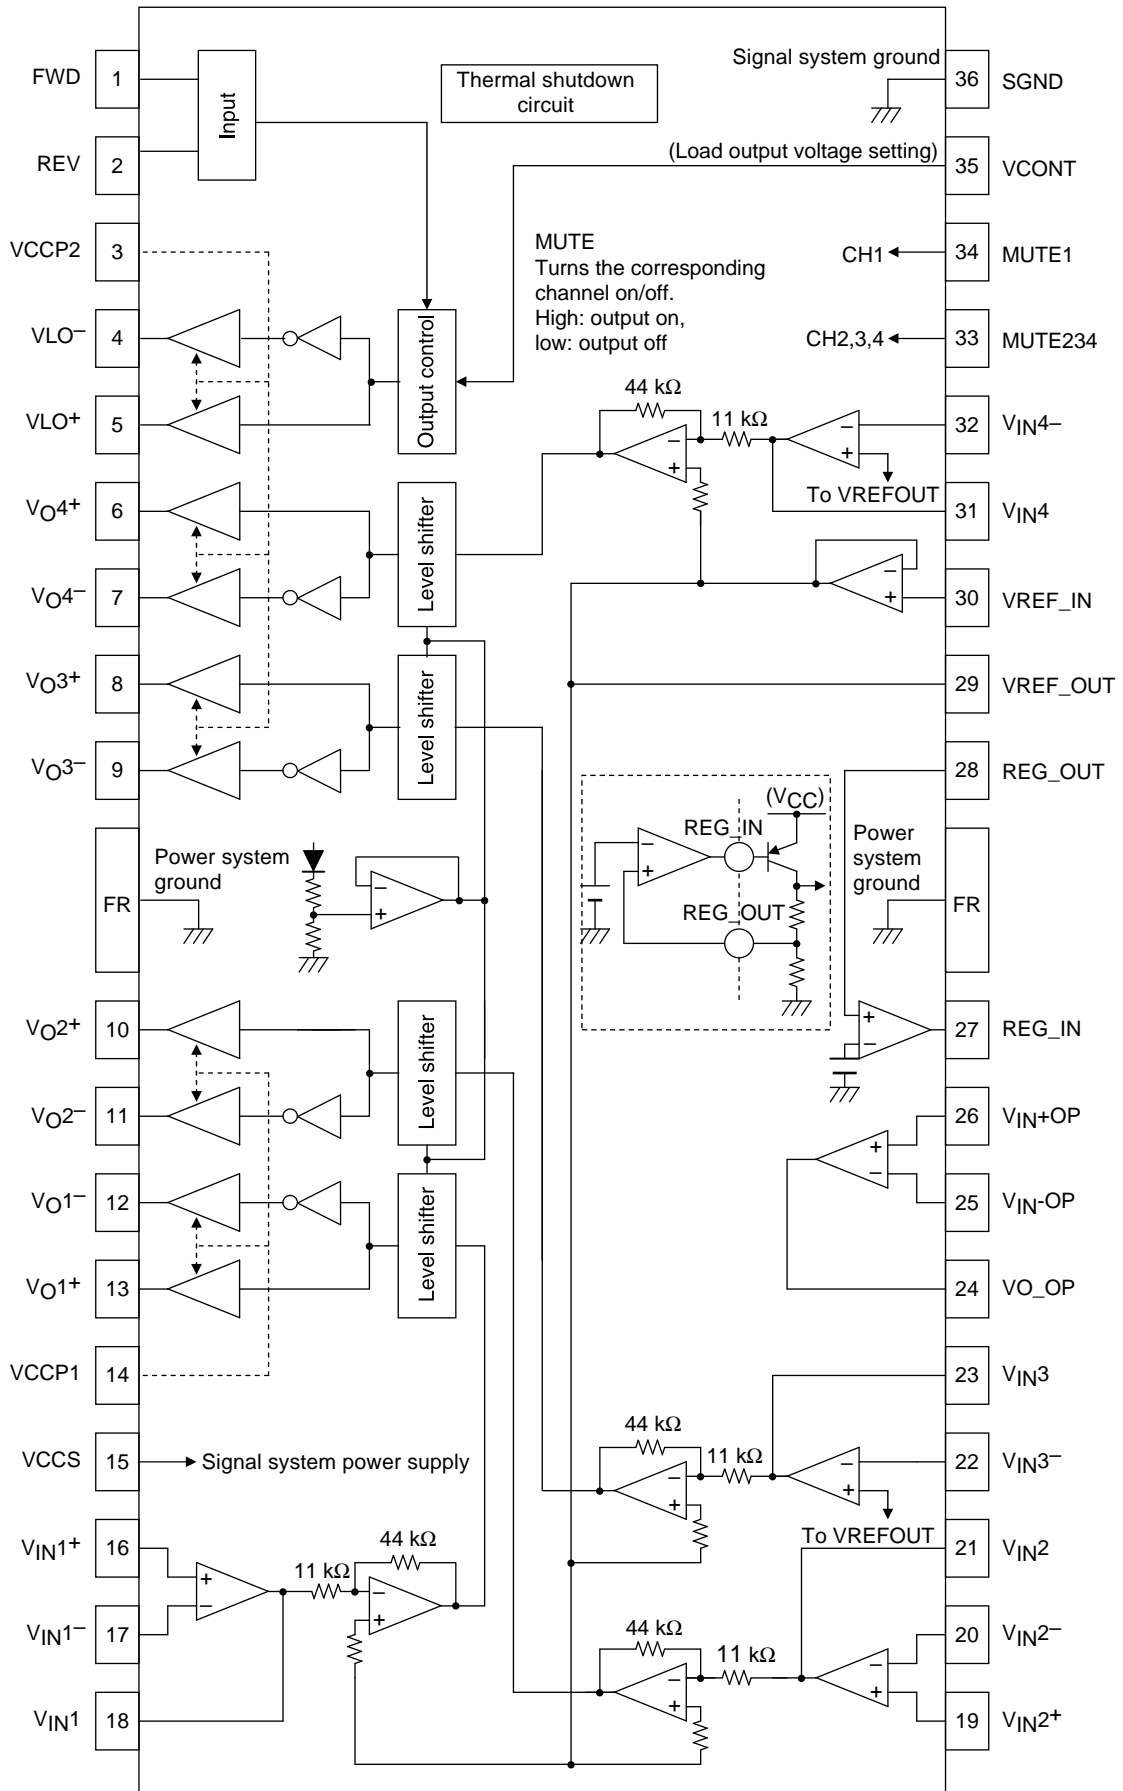 FWD
1
REV
2
VCCP2
3
VLO−
4
VLO+
5
VO4+
6
VO4−
7
VO3+
8
VO3−
9
FR
VO2+
10
VO2−
11
VO1−
12
VO1+
13
VCCP1
14
VCCS
15
VIN1+
16
VIN1−
17
VIN1
18
Input
Thermal shutdown
circuit
Signal system ground
(Load output voltage setting)
MUTE
Turns the corresponding
channel on/off.
High: output on,
low: output off
CH1
CH2,3,4
Output control
44 kΩ
11 kΩ
−
+
−
+
To VREFOUT
Level shifter
−
+
Level shifter
Power system
ground
−
+
(VCC)
REG_IN
−
+
REG_OUT
Power
system
ground
+
−
Level shifter
+
−
Level shifter
Signal system power supply
44 kΩ
11 kΩ
−
+
−
+
To VREFOUT
44 kΩ
11 kΩ
+
−
−
+
44 kΩ
11 kΩ
−
+
−
+
36
SGND
35
VCONT
34
MUTE1
33
MUTE234
32
VIN4−
31
VIN4
30
VREF_IN
29
VREF_OUT
28
REG_OUT
FR
27
REG_IN
26
VIN+OP
25
VIN-OP
24
VO_OP
23
VIN3
22
VIN3−
21
VIN2
20
VIN2−
19
VIN2+